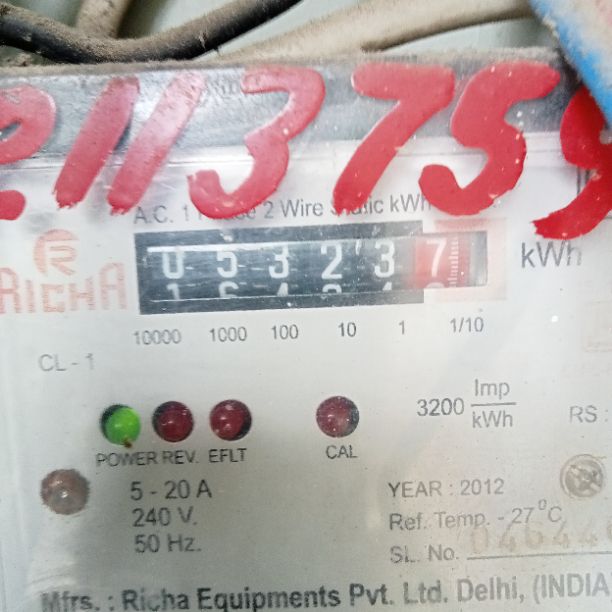 2113759
A.C. 1 2 Wire Static kWh
RICHA
0 5 3 2 3 7 kWh
10000 1000 100 10 1 1/10
CL - 1
3200 Imp/kWh
RS :
POWER REV. EFLT CAL
5 - 20 A
240 V.
50 Hz.
YEAR : 2012
Ref. Temp. - 27°C
SL. No.
Mfrs. : Richa Equipments Pvt. Ltd. Delhi, (INDIA